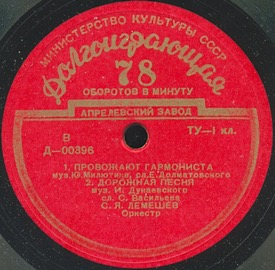 МИНИСТЕРСТВО КУЛЬТУРЫ СССР
Долгоиграющая
78
ОБОРОТОВ В МИНУТУ
АПРЕЛЕВСКИЙ ЗАВОД
ТУ—I кл.
В
Д—00396
1. ПРОВОЖАЮТ ГАРМОНИСТА
муз. Ю. Милютина, сл. Е. Долматовского
2. ДОРОЖНАЯ ПЕСНЯ
муз. И. Дунаевского
сл. С. Васильева
С. Я. ЛЕМЕШЕВ
Оркестр